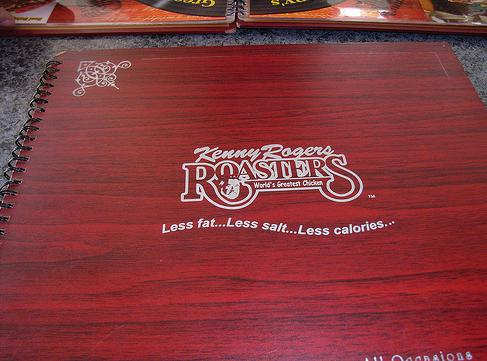 Kenny Rogers
ROASTERS
World's Greatest Chicken
TM
Less fat...Less salt...Less calories...
All Occasions